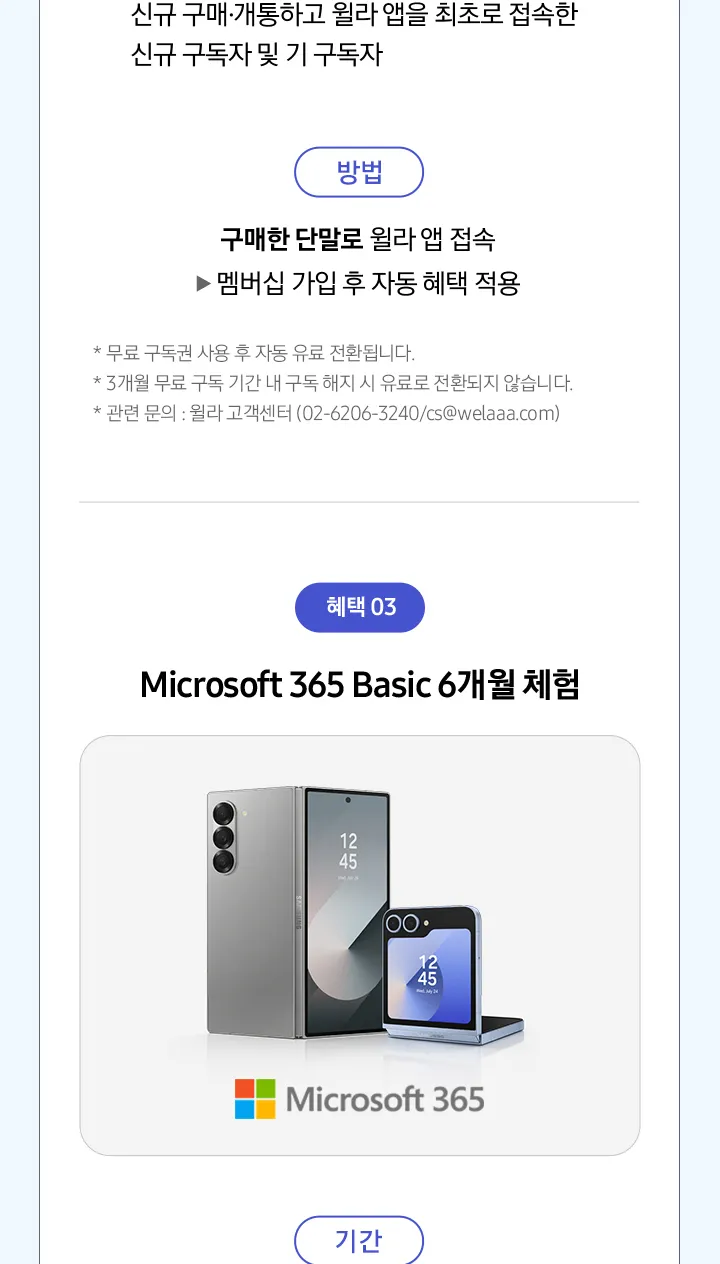 신규 구매·개통하고 윌라 앱을 최초로 접속한
신규 구독자 및 기 구독자
방법
구매한 단말로 윌라 앱 접속
▶ 멤버십 가입 후 자동 혜택 적용
* 무료 구독권 사용 후 자동 유료 전환됩니다.
* 3개월 무료 구독 기간 내 구독 해지 시 유료로 전환되지 않습니다.
* 관련 문의 : 윌라 고객센터 (02-6206-3240/cs@welaaa.com)
혜택 03
Microsoft 365 Basic 6개월 체험
12
45
12
45
Wed, July 24
Microsoft 365
기간